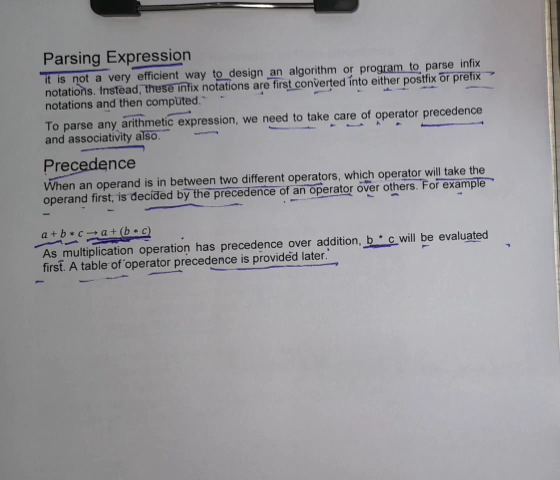 Parsing Expression
It is not a very efficient way to design an algorithm or program to parse infix
notations. Instead, these infix notations are first converted into either postfix or prefix
notations and then computed.
To parse any arithmetic expression, we need to take care of operator precedence
and associativity also.
Precedence
When an operand is in between two different operators, which operator will take the
operand first, is decided by the precedence of an operator over others. For example
–
a + b ∗ c → a + (b ∗ c)
As multiplication operation has precedence over addition, b * c will be evaluated
first. A table of operator precedence is provided later.